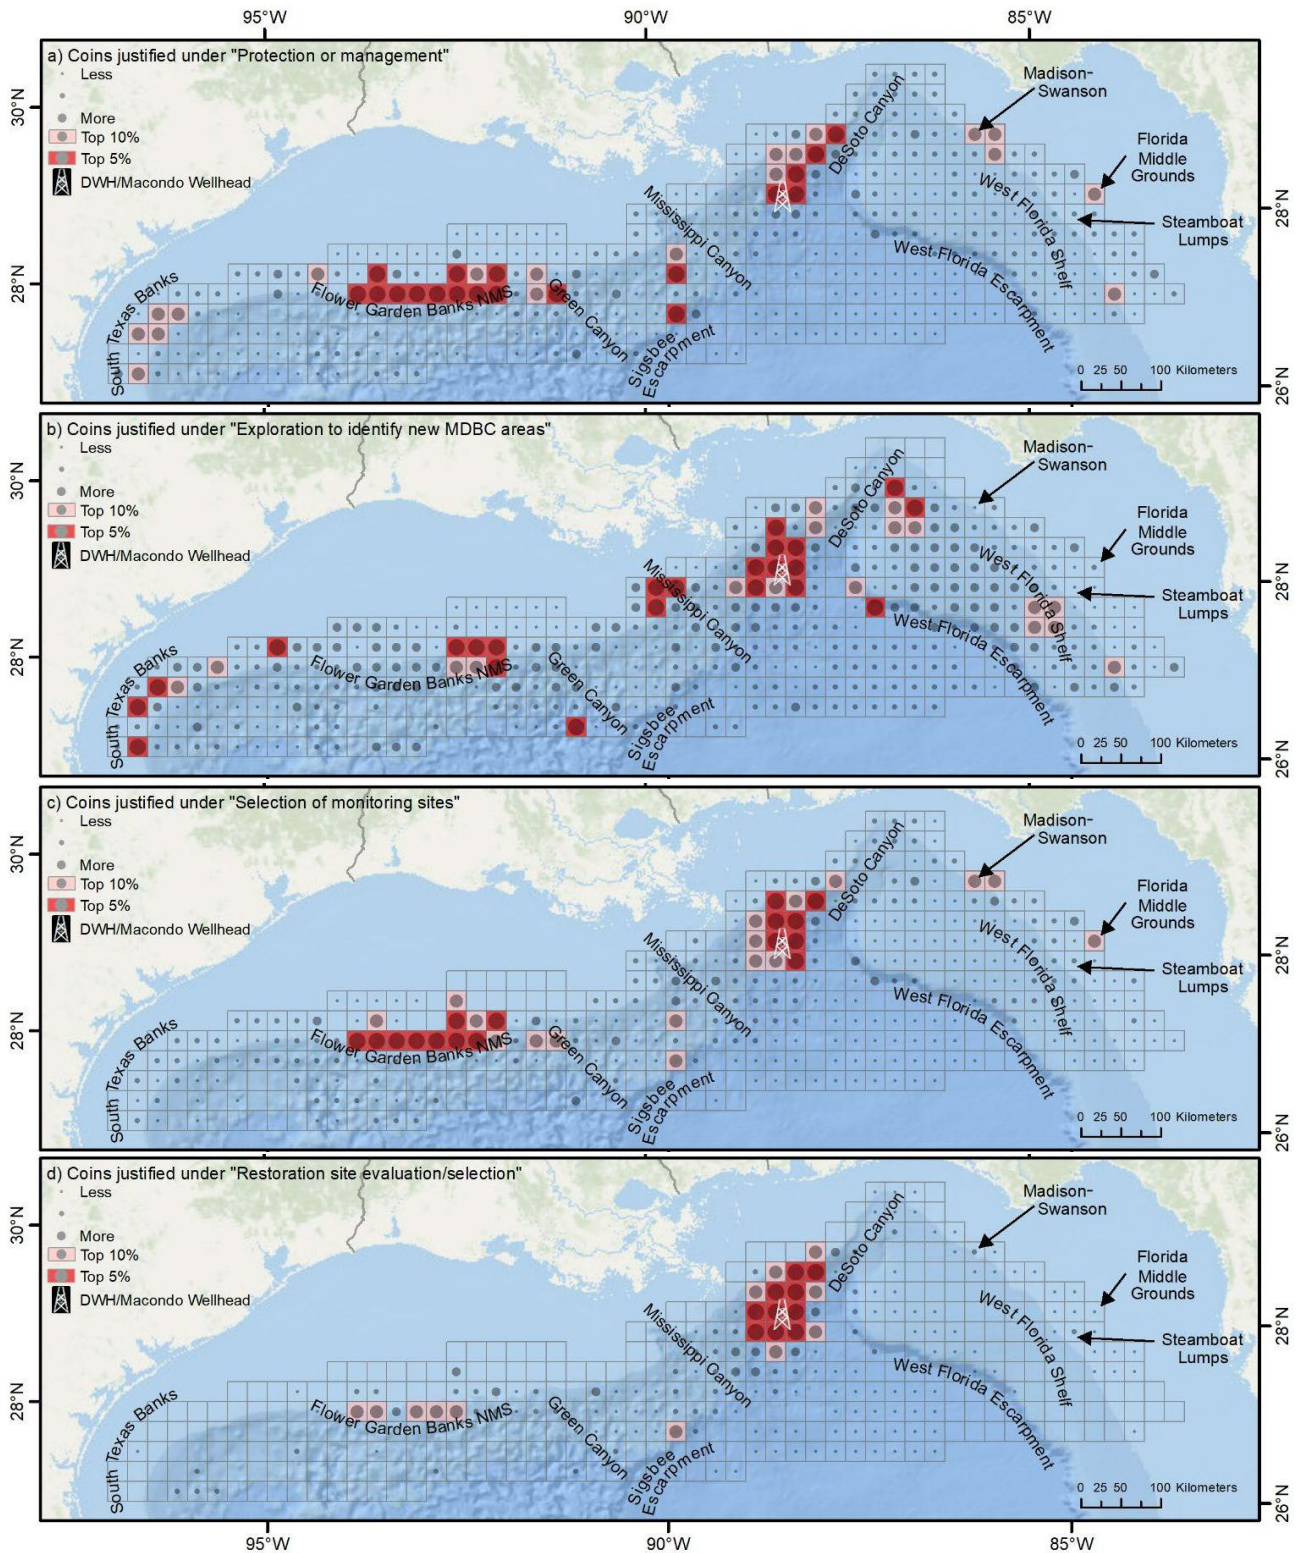 95°W 90°W 85°W
a) Coins justified under "Protection or management"
Less
More
Top 10%
Top 5%
DWH/Macondo Wellhead
30°N
28°N
28°N
26°N
Madison-
Swanson
Florida
Middle
Grounds
Steamboat
Lumps
DeSoto Canyon
West Florida Shelf
West Florida Escarpment
Mississippi Canyon
Green Canyon
Sigsbee
Escarpment
Flower Garden Banks NMS
South Texas Banks
0 25 50 100 Kilometers
b) Coins justified under "Exploration to identify new MDBC areas"
Less
More
Top 10%
Top 5%
DWH/Macondo Wellhead
30°N
28°N
28°N
26°N
Madison-
Swanson
Florida
Middle
Grounds
Steamboat
Lumps
DeSoto Canyon
West Florida Shelf
West Florida Escarpment
Mississippi Canyon
Green Canyon
Sigsbee
Escarpment
Flower Garden Banks NMS
South Texas Banks
0 25 50 100 Kilometers
c) Coins justified under "Selection of monitoring sites"
Less
More
Top 10%
Top 5%
DWH/Macondo Wellhead
30°N
28°N
28°N
26°N
Madison-
Swanson
Florida
Middle
Grounds
Steamboat
Lumps
DeSoto Canyon
West Florida Shelf
West Florida Escarpment
Mississippi Canyon
Green Canyon
Sigsbee
Escarpment
Flower Garden Banks NMS
South Texas Banks
0 25 50 100 Kilometers
d) Coins justified under "Restoration site evaluation/selection"
Less
More
Top 10%
Top 5%
DWH/Macondo Wellhead
30°N
28°N
28°N
26°N
Madison-
Swanson
Florida
Middle
Grounds
Steamboat
Lumps
DeSoto Canyon
West Florida Shelf
West Florida Escarpment
Mississippi Canyon
Green Canyon
Sigsbee
Escarpment
Flower Garden Banks NMS
South Texas Banks
0 25 50 100 Kilometers
95°W 90°W 85°W